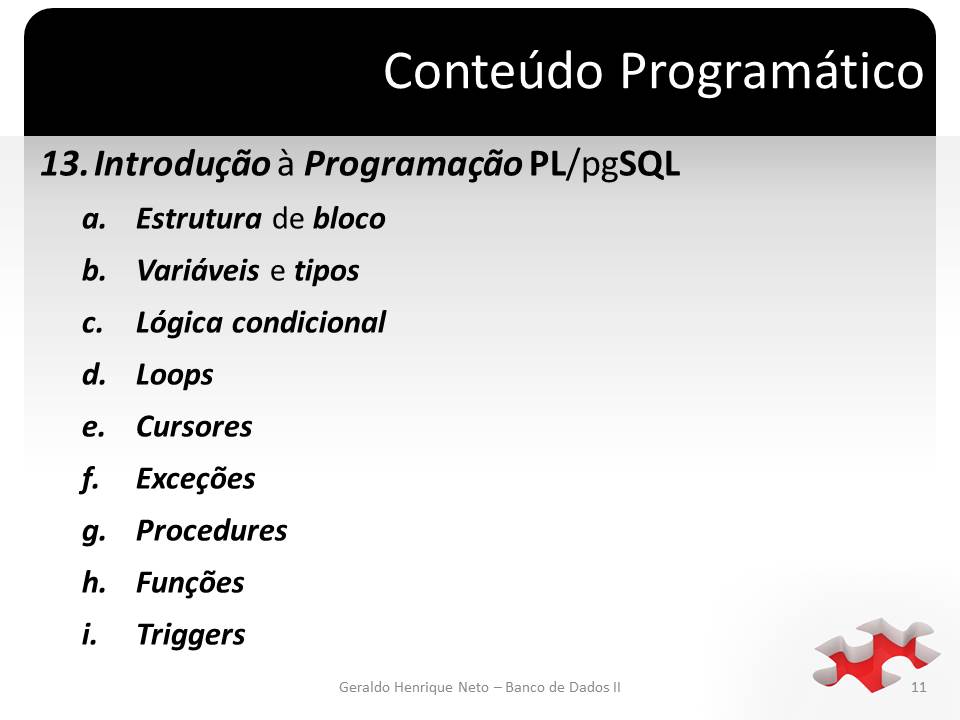 Conteúdo Programático
13. Introdução à Programação PL/pgSQL
a. Estrutura de bloco
b. Variáveis e tipos
c. Lógica condicional
d. Loops
e. Cursores
f. Exceções
g. Procedures
h. Funções
i. Triggers
Geraldo Henrique Neto – Banco de Dados II
11